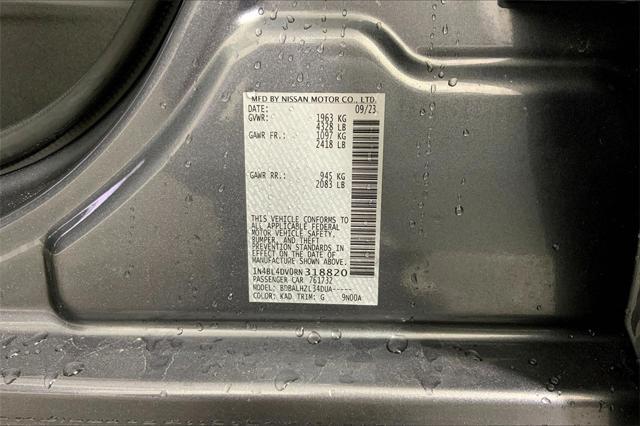 MFD BY NISSAN MOTOR CO., LTD.
DATE: 09/23
GVWR: 1963 KG
4328 LB
GAWR FR.: 1097 KG
2418 LB
GAWR RR.: 945 KG
2083 LB
THIS VEHICLE CONFORMS TO
ALL APPLICABLE FEDERAL
MOTOR VEHICLE SAFETY,
BUMPER, AND THEFT
PREVENTION STANDARDS IN
EFFECT ON THE DATE OF
MANUFACTURE SHOWN ABOVE.
1N4BL4DV0RN318820
PASSENGER CAR 761732
MODEL: BDBALHZL34DUA-----
COLOR: KAD TRIM: G 9N00A